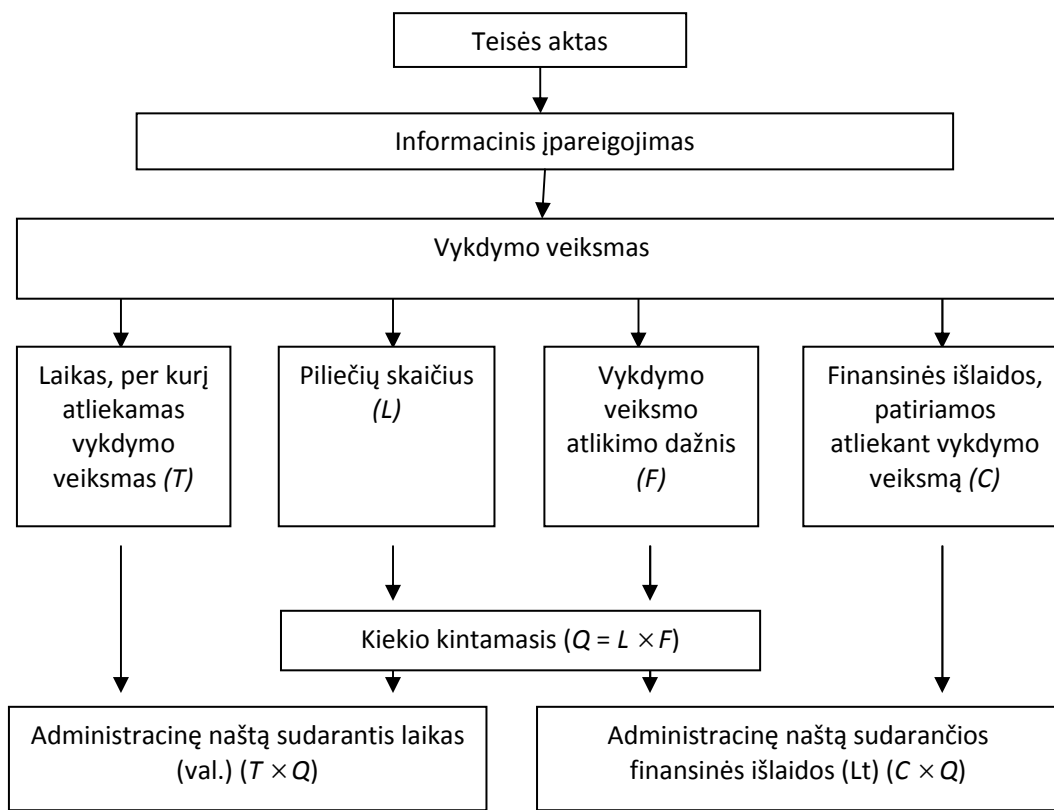 Teisės aktas
Informacinis įpareigojimas
Vykdymo veiksmas
Laikas, per kurį
atliekamas
vykdymo
veiksmas (T)
Piliečių skaičius
(L)
Vykdymo
veiksmo
atlikimo dažnis
(F)
Finansinės išlaidos,
patiriamos
atliekant vykdymo
veiksmą (C)
Kiekio kintamasis (Q = L × F)
Administracinę naštą sudarantis laikas
(val.) (T × Q)
Administracinę naštą sudarančios
finansinės išlaidos (Lt) (C × Q)